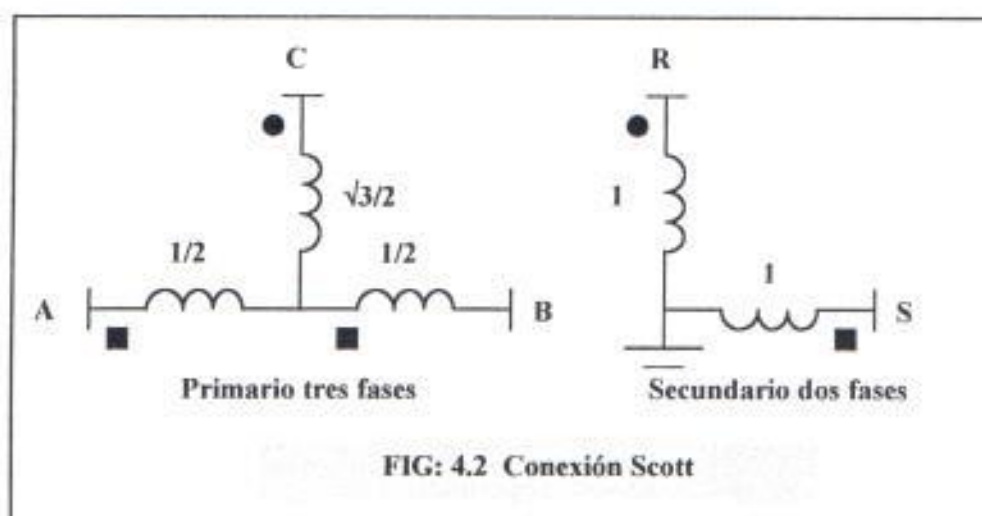 C
R
√3/2
1
1/2
1/2
1
A
B
S
Primario tres fases
Secundario dos fases
FIG: 4.2 Conexión Scott